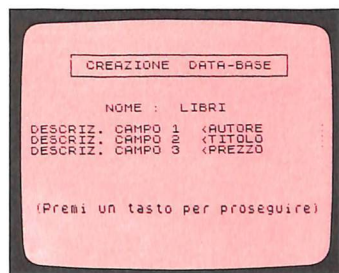 CREAZIONE DATA-BASE
NOME : LIBRI
DESCRIZ. CAMPO 1 <AUTORE
DESCRIZ. CAMPO 2 <TITOLO
DESCRIZ. CAMPO 3 <PREZZO
(Premi un tasto per proseguire)